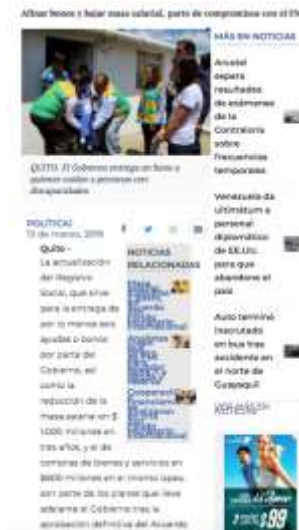 Afinar bonos y bajar masa salarial, parte de compromisos con el FMI
QUITO. El Gobierno entrega un bono a
quienes cuidan a personas con
discapacidades.
POLÍTICA
13 de marzo, 2019
Quito -
La actualización
del Registro
Social, que sirve
para la entrega de
por lo menos seis
ayudas o bonos
por parte del
Gobierno, así
como la
reducción de la
masa salarial en $
1.000 millones en
tres años, y el de
compras de bienes y servicios en
millones en el mismo lapso,
son parte de los planes que lleva
adelante el Gobierno tras la
aprobación definitiva del Acuerdo
NOTICIAS
RELACIONADAS
MÁS EN NOTICIAS
Arcotel
espera
resultados
de exámenes
de la
Contraloría
sobre
frecuencias
temporales
Venezuela da
ultimátum a
personal
diplomático
de EE.UU.
para que
abandone el
país
Auto terminó
incrustado
en bus tras
accidente en
el norte de
Guayaquil
$99